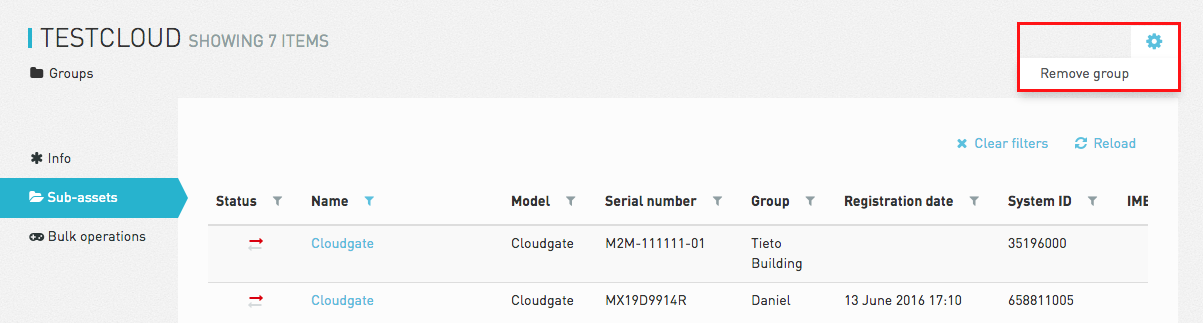 TESTCLOUD SHOWING 7 ITEMS
Groups
Remove group
Info
Sub-assets
Bulk operations
Clear filters Reload
Status Name Model Serial number Group Registration date System ID IME
Cloudgate Cloudgate M2M-111111-01 Tieto Building 35196000
Cloudgate Cloudgate MX19D9914R Daniel 13 June 2016 17:10 658811005